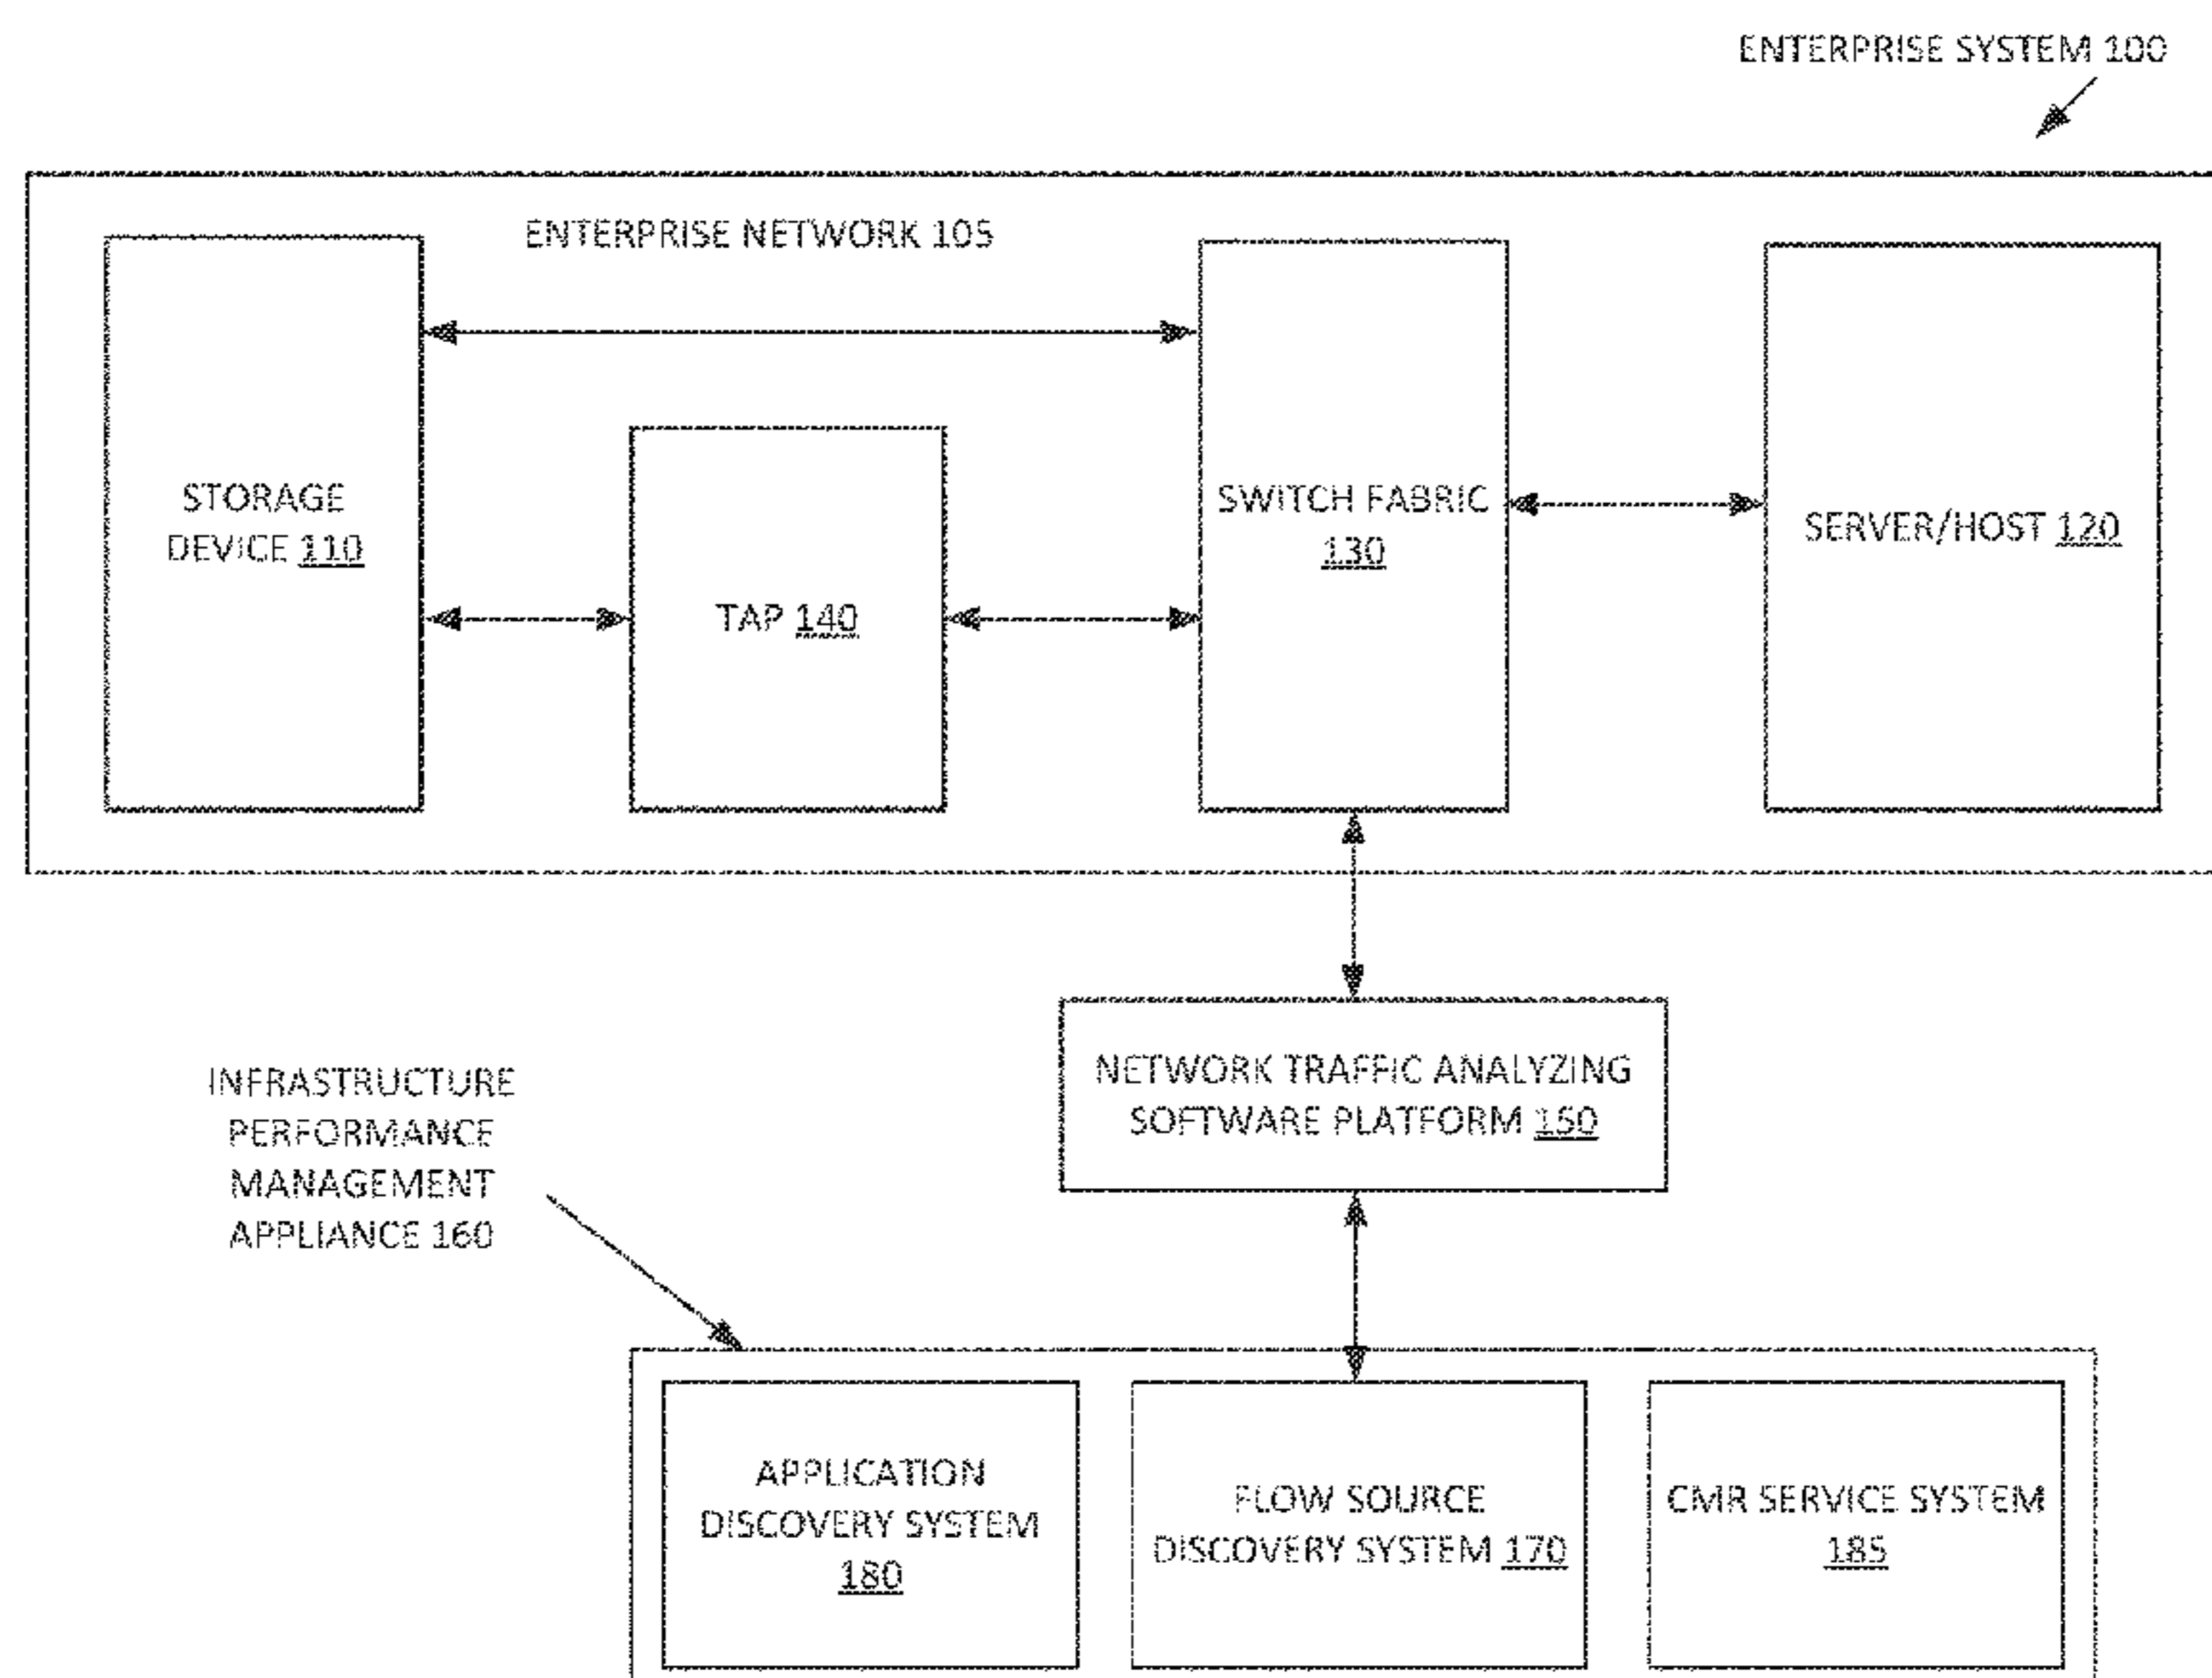 ENTERPRISE SYSTEM 100
ENTERPRISE NETWORK 105
STORAGE
DEVICE 110
TAP 140
SWITCH FABRIC
130
SERVER/HOST 120
NETWORK TRAFFIC ANALYZING
SOFTWARE PLATFORM 150
INFRASTRUCTURE
PERFORMANCE
MANAGEMENT
APPLIANCE 160
APPLICATION
DISCOVERY SYSTEM
180
FLOW SOURCE
DISCOVERY SYSTEM 170
CMR SERVICE SYSTEM
185